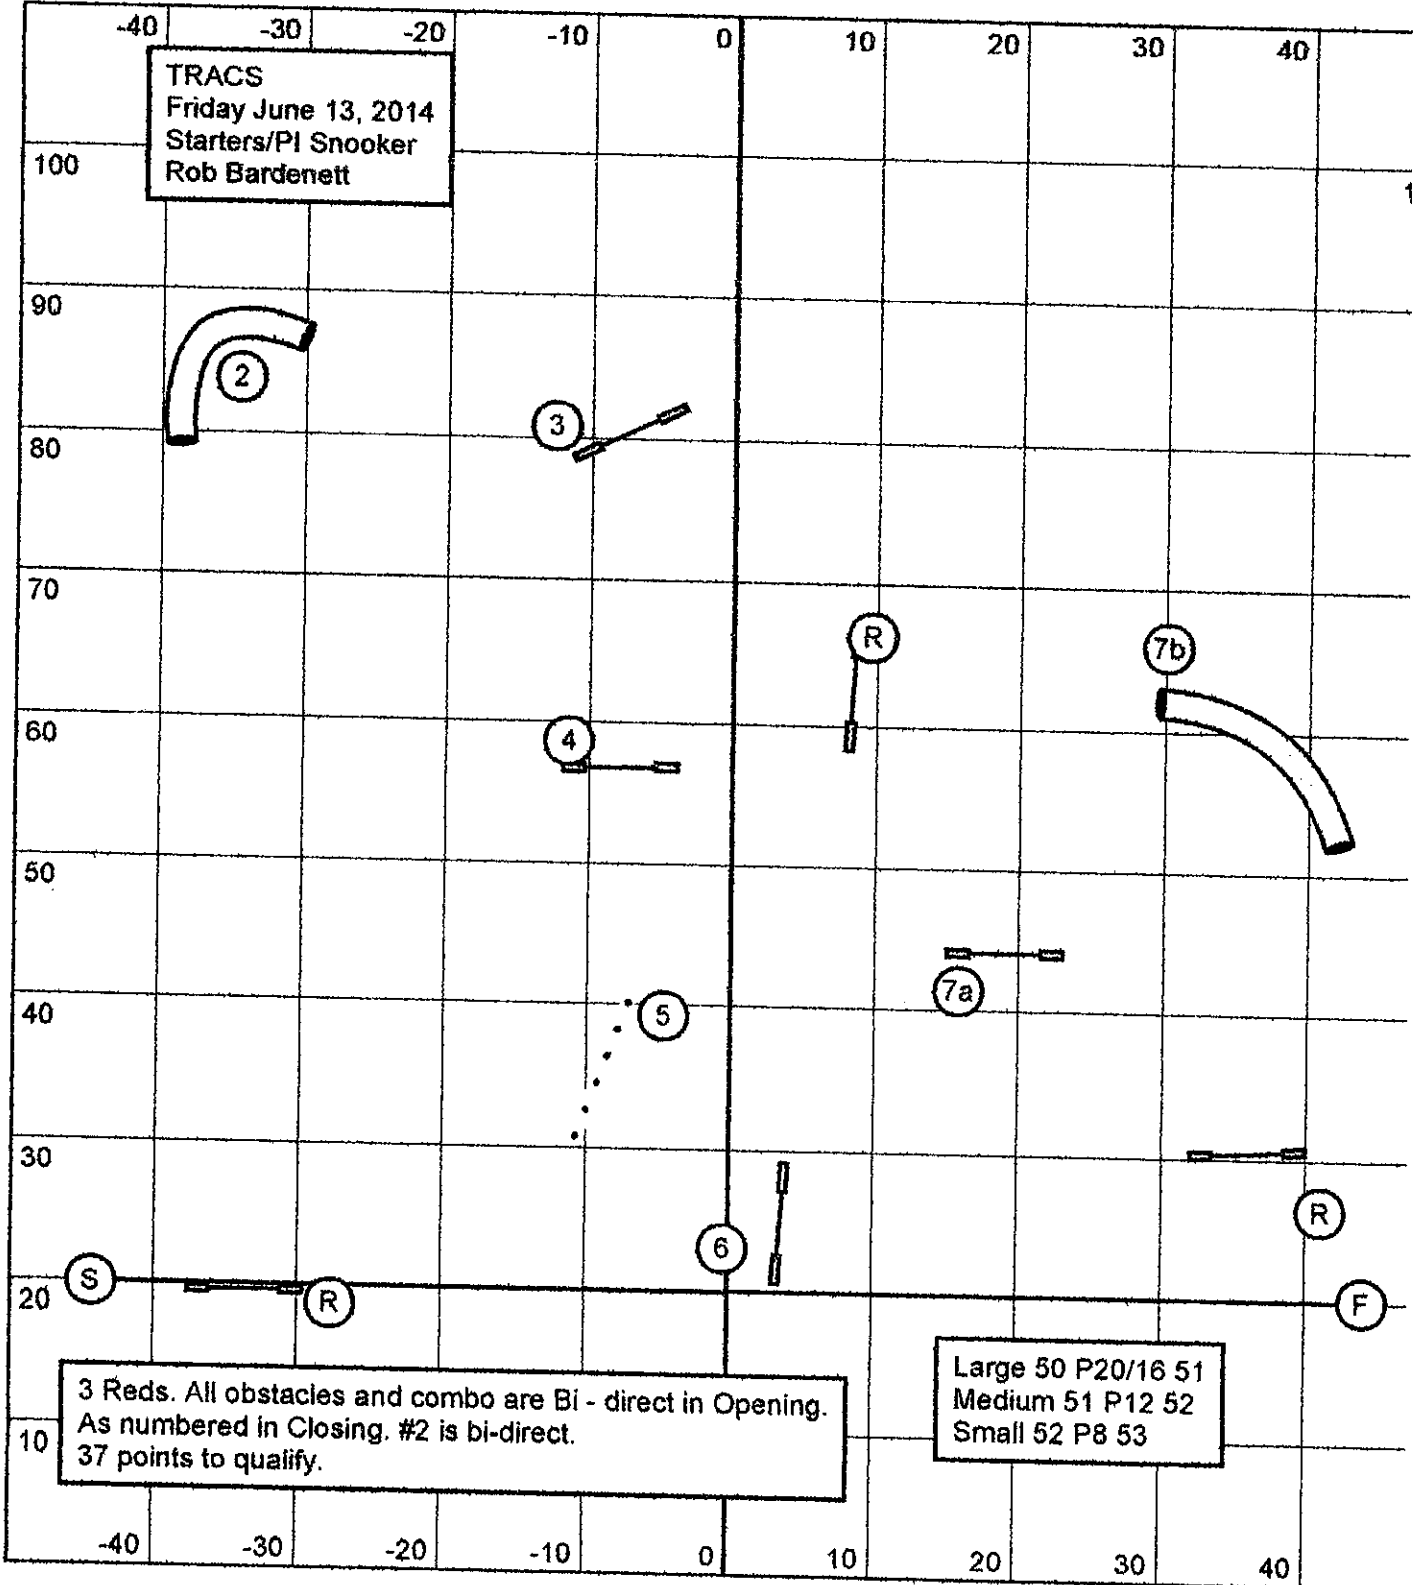 -40 -30 -20 -10 0 10 20 30 40
TRACS
Friday June 13, 2014
Starters/PI Snooker
Rob Bardenett
100
1
90
2
3
80
70
R
7b
60
4
50
7a
5
40
30
R
6
S
R
20
F
3 Reds. All obstacles and combo are Bi - direct in Opening.
As numbered in Closing. #2 is bi-direct.
37 points to qualify.
Large 50 P20/16 51
Medium 51 P12 52
Small 52 P8 53
10
-40 -30 -20 -10 0 10 20 30 40